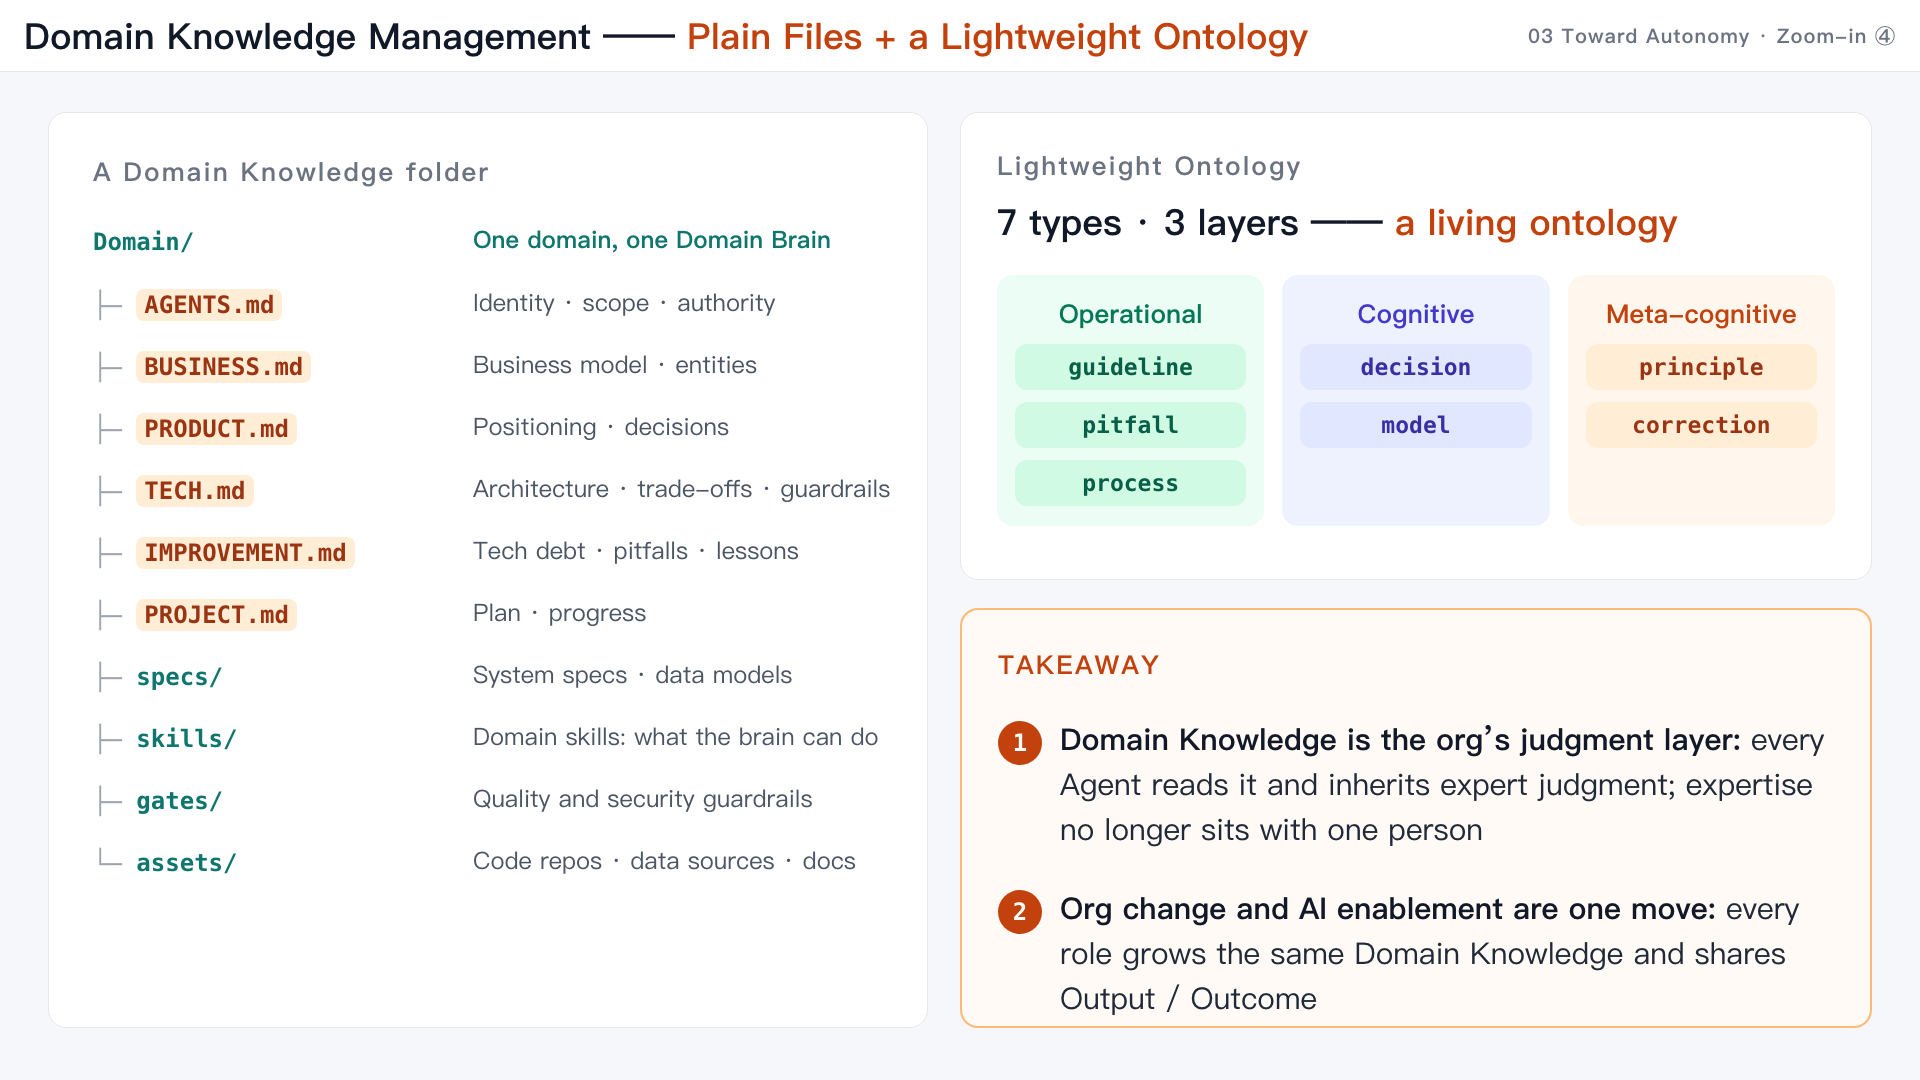 Domain Knowledge Management —— Plain Files + a Lightweight Ontology
03 Toward Autonomy · Zoom-in ④
A Domain Knowledge folder
Domain/ One domain, one Domain Brain
├─ AGENTS.md Identity · scope · authority
├─ BUSINESS.md Business model · entities
├─ PRODUCT.md Positioning · decisions
├─ TECH.md Architecture · trade-offs · guardrails
├─ IMPROVEMENT.md Tech debt · pitfalls · lessons
├─ PROJECT.md Plan · progress
├─ specs/ System specs · data models
├─ skills/ Domain skills: what the brain can do
├─ gates/ Quality and security guardrails
└─ assets/ Code repos · data sources · docs
Lightweight Ontology
7 types · 3 layers —— a living ontology
Operational
guideline
pitfall
process
Cognitive
decision
model
Meta-cognitive
principle
correction
TAKEAWAY
1 Domain Knowledge is the org’s judgment layer: every
Agent reads it and inherits expert judgment; expertise
no longer sits with one person
2 Org change and AI enablement are one move: every
role grows the same Domain Knowledge and shares
Output / Outcome